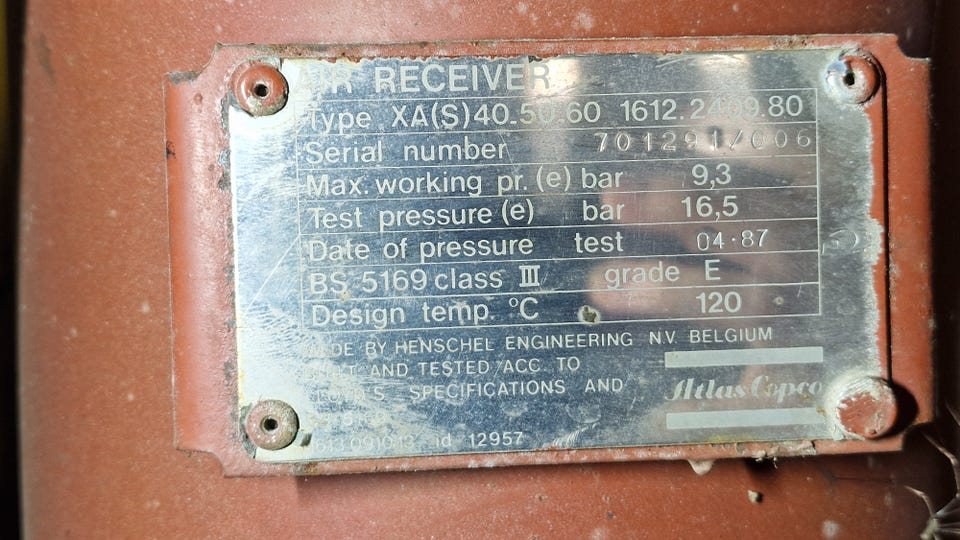 AIR RECEIVER
Type XA(S)40.50.60 1612.2409.80
Serial number 701291/006
Max. working pr. (e) bar 9,3
Test pressure (e) bar 16,5
Date of pressure test 04·87
BS 5169 class III grade E
Design temp. °C 120
MADE BY HENSCHEL ENGINEERING N.V. BELGIUM
AND TESTED ACC TO
SPECIFICATIONS AND
Atlas Copco
id 12957